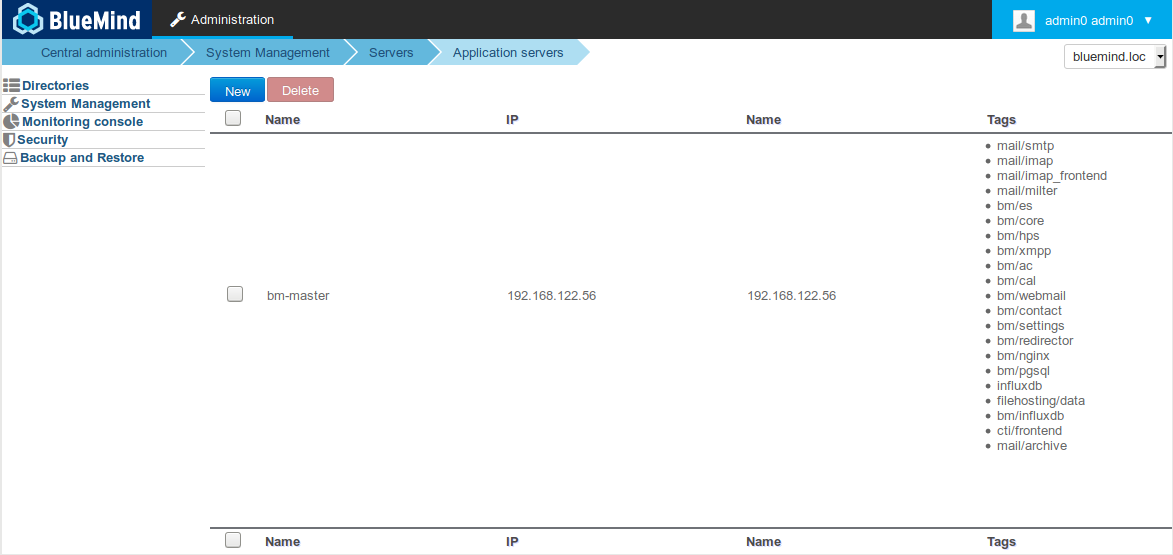 BlueMind Administration admin0 admin0
Central administration System Management Servers Application servers bluemind.loc
Directories
System Management
Monitoring console
Security
Backup and Restore
New Delete
Name IP Name Tags
mail/smtp
mail/imap
mail/imap_frontend
mail/milter
bm/es
bm/core
bm/hps
bm/xmpp
bm/ac
bm/cal
bm-master 192.168.122.56 192.168.122.56 bm/webmail
bm/contact
bm/settings
bm/redirector
bm/nginx
bm/pgsql
influxdb
filehosting/data
bm/influxdb
cti/frontend
mail/archive
Name IP Name Tags